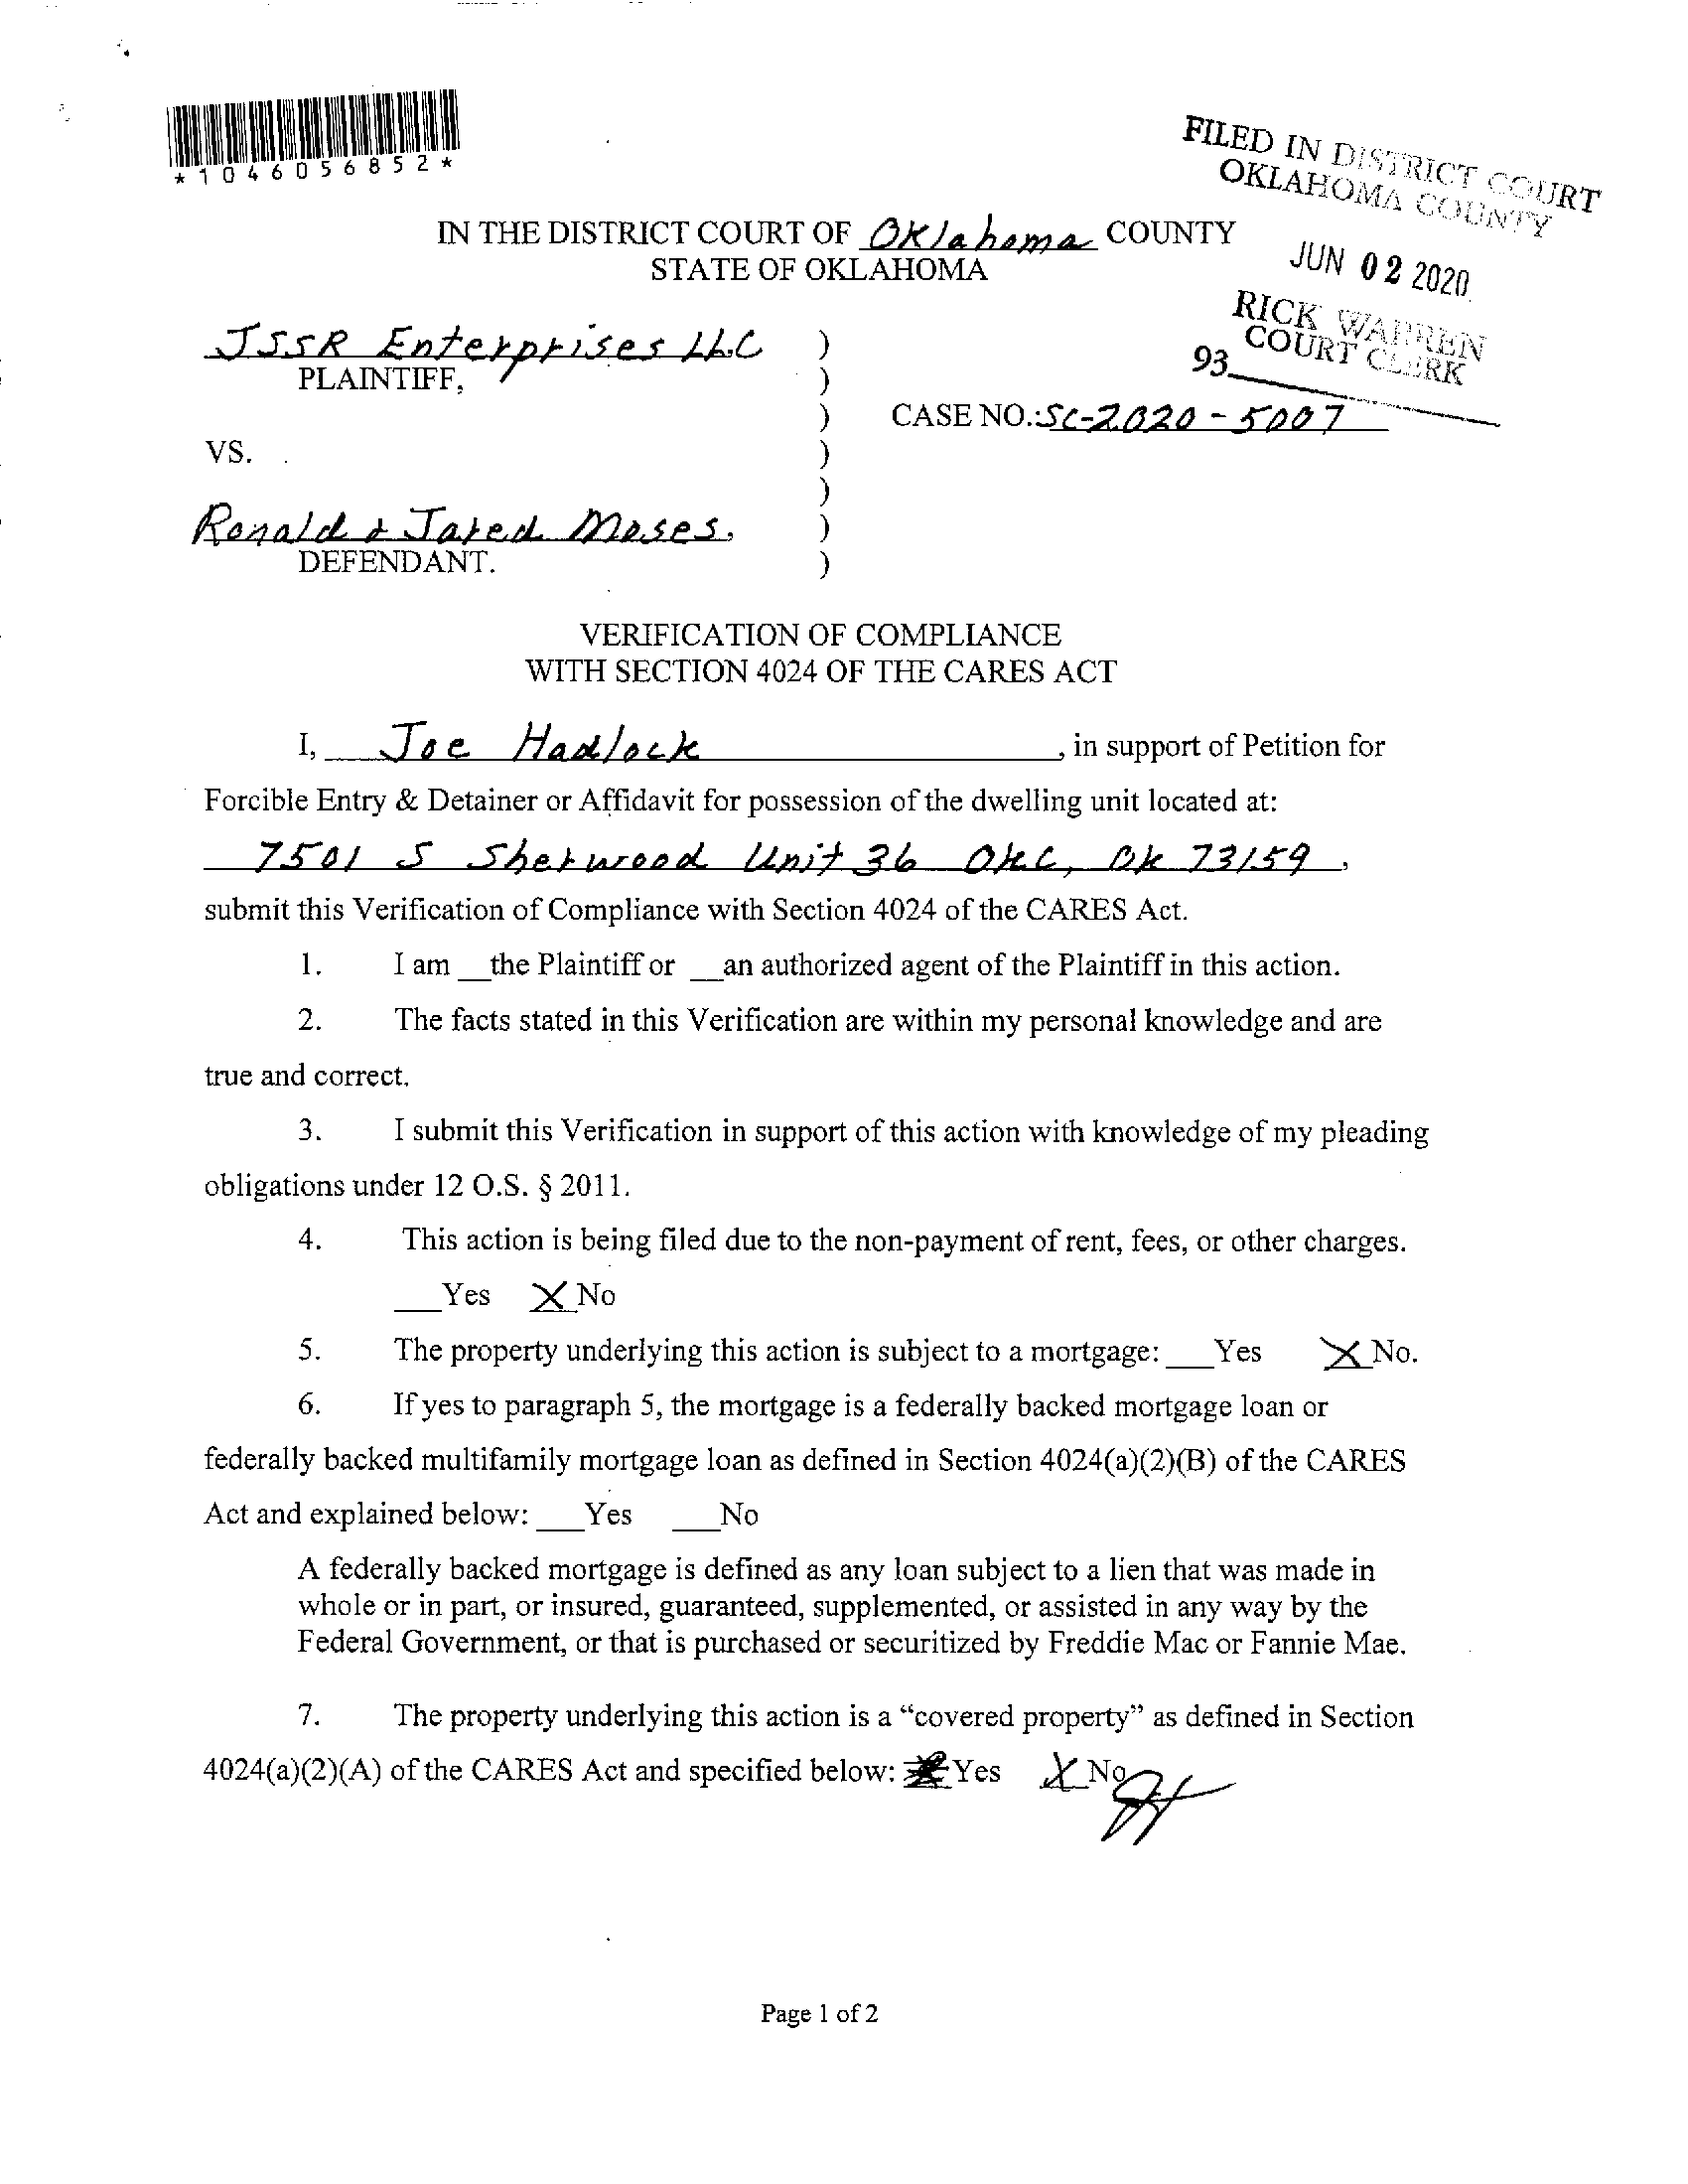 *1046056852*
FILED IN DISTRICT COURT
OKLAHOMA COUNTY
JUN 02 2020
RICK WARREN
COURT CLERK
93
IN THE DISTRICT COURT OF Oklahoma COUNTY
STATE OF OKLAHOMA
JSSR Enterprises LLC )
PLAINTIFF, )
) CASE NO.:SC-2020-5007
VS. )
)
Ronald & Jared Moses. )
DEFENDANT. )
VERIFICATION OF COMPLIANCE
WITH SECTION 4024 OF THE CARES ACT
I, Joe Hadlock, in support of Petition for
Forcible Entry & Detainer or Affidavit for possession of the dwelling unit located at:
7501 S Sherwood Unit 36 OKC, OK 73159,
submit this Verification of Compliance with Section 4024 of the CARES Act.
1. I am __the Plaintiff or __an authorized agent of the Plaintiff in this action.
2. The facts stated in this Verification are within my personal knowledge and are
true and correct.
3. I submit this Verification in support of this action with knowledge of my pleading
obligations under 12 O.S. § 2011.
4. This action is being filed due to the non-payment of rent, fees, or other charges.
___Yes X No
5. The property underlying this action is subject to a mortgage: ___Yes X No.
6. If yes to paragraph 5, the mortgage is a federally backed mortgage loan or
federally backed multifamily mortgage loan as defined in Section 4024(a)(2)(B) of the CARES
Act and explained below: ___Yes ___No
A federally backed mortgage is defined as any loan subject to a lien that was made in
whole or in part, or insured, guaranteed, supplemented, or assisted in any way by the
Federal Government, or that is purchased or securitized by Freddie Mac or Fannie Mae.
7. The property underlying this action is a “covered property” as defined in Section
4024(a)(2)(A) of the CARES Act and specified below: Yes X No
JH
Page 1 of 2